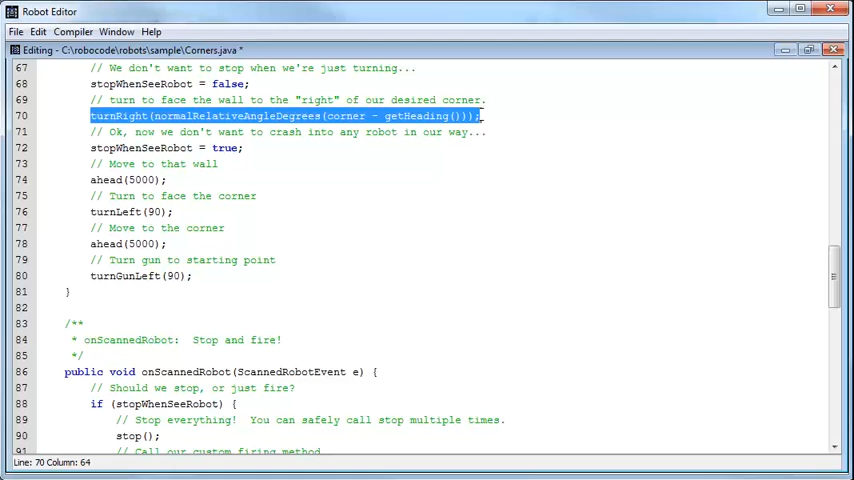 Robot Editor
File Edit Compiler Window Help
Editing - C:\robocode\robots\sample\Corners.java *
67 // We don't want to stop when we're just turning...
68 stopWhenSeeRobot = false;
69 // turn to face the wall to the "right" of our desired corner.
70 turnRight(normalRelativeAngleDegrees(corner - getHeading()));
71 // Ok, now we don't want to crash into any robot in our way...
72 stopWhenSeeRobot = true;
73 // Move to that wall
74 ahead(5000);
75 // Turn to face the corner
76 turnLeft(90);
77 // Move to the corner
78 ahead(5000);
79 // Turn gun to starting point
80 turnGunLeft(90);
81 }
82
83 /**
84 * onScannedRobot:  Stop and fire!
85 */
86 public void onScannedRobot(ScannedRobotEvent e) {
87 // Should we stop, or just fire?
88 if (stopWhenSeeRobot) {
89 // Stop everything!  You can safely call stop multiple times.
90 stop();
91 // Call our custom firing method
Line: 70 Column: 64